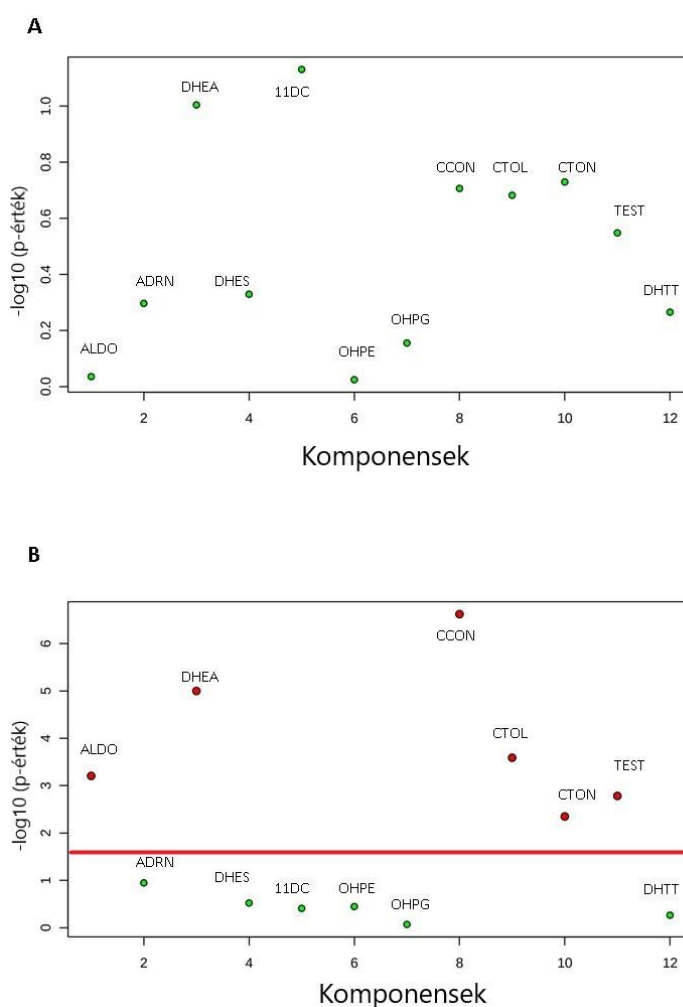 A
DHEA
11DC
CCON
CTOL
CTON
TEST
ADRN
DHES
DHTT
OHPG
ALDO
OHPE
-log10 (p-érték)
0.0
0.2
0.4
0.6
0.8
1.0
2
4
6
8
10
12
Komponensek
B
CCON
DHEA
CTOL
ALDO
TEST
CTON
ADRN
DHES
11DC
OHPE
OHPG
DHTT
-log10 (p-érték)
0
1
2
3
4
5
6
2
4
6
8
10
12
Komponensek